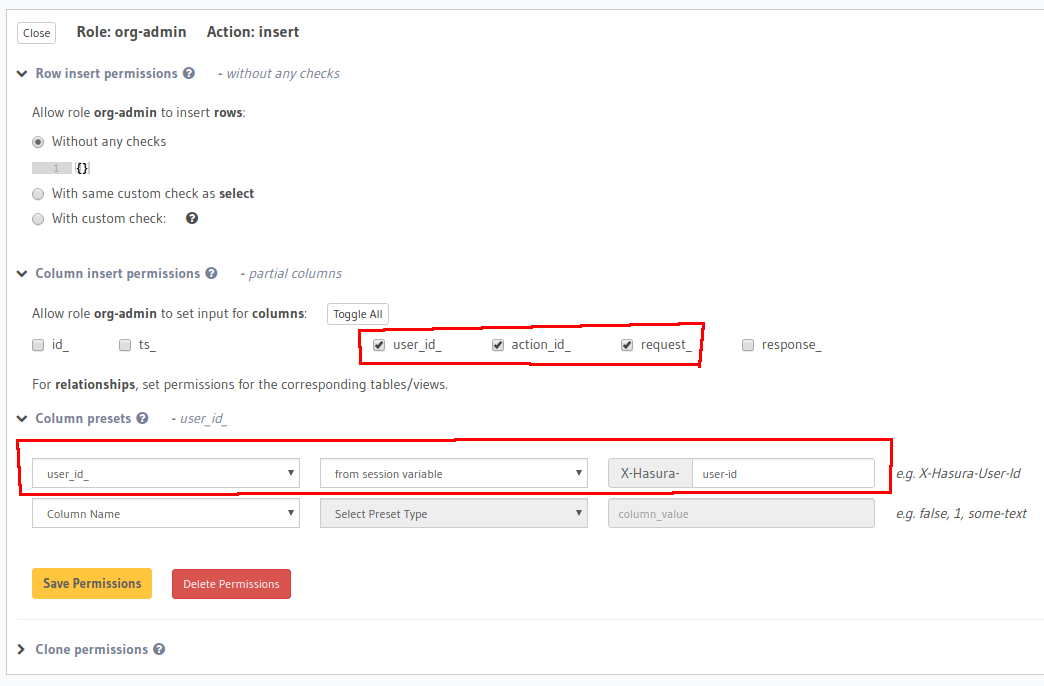 Close Role: org-admin Action: insert
Row insert permissions ? - without any checks
Allow role org-admin to insert rows:
Without any checks
1 {}
With same custom check as select
With custom check: ?
Column insert permissions ? - partial columns
Allow role org-admin to set input for columns: Toggle All
id_ ts_ user_id_ action_id_ request_ response_
For relationships, set permissions for the corresponding tables/views.
Column presets ? - user_id_
user_id_ from session variable X-Hasura- user-id e.g. X-Hasura-User-Id
Column Name Select Preset Type column_value e.g. false, 1, some-text
Save Permissions Delete Permissions
Clone permissions ?